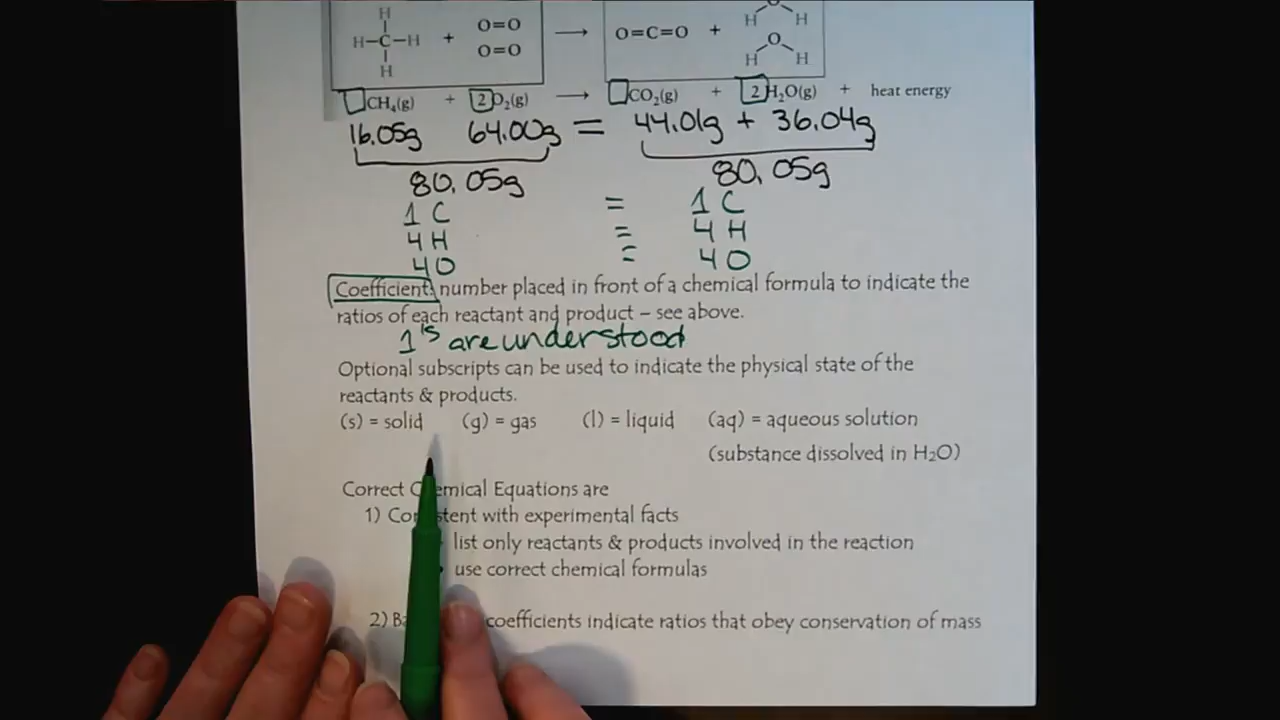 H
H–C–H + O=O ⟶ O=C=O + H O H
H O=O H O H
CH₄(g) + 2 O₂(g) ⟶ CO₂(g) + 2 H₂O(g) + heat energy
16.05g 64.00g = 44.01g + 36.04g
80.05g 80.05g
1 C = 1 C
4 H = 4 H
4 O = 4 O
Coefficient: number placed in front of a chemical formula to indicate the
ratios of each reactant and product – see above.
1's are understood
Optional subscripts can be used to indicate the physical state of the
reactants & products.
(s) = solid (g) = gas (l) = liquid (aq) = aqueous solution
(substance dissolved in H₂O)
Correct Chemical Equations are
1) Consistent with experimental facts
list only reactants & products involved in the reaction
• use correct chemical formulas
2) coefficients indicate ratios that obey conservation of mass